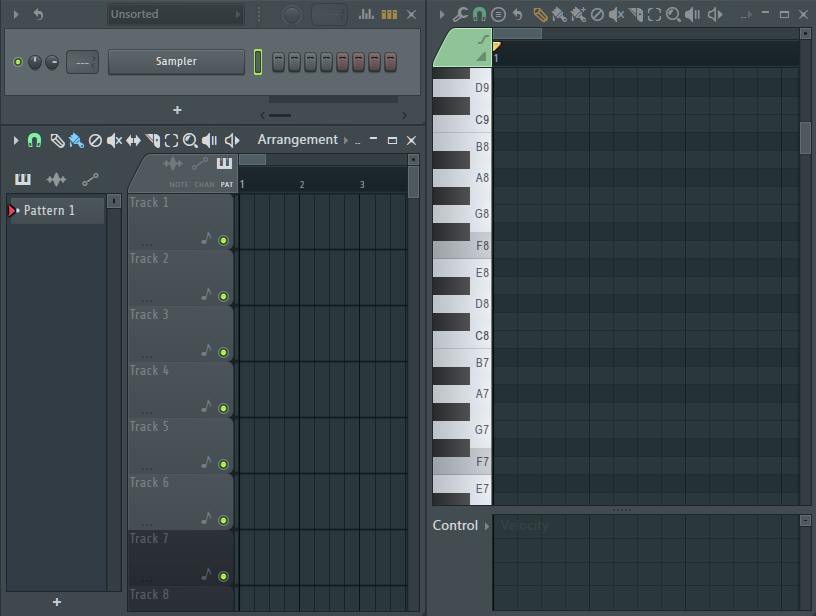 Unsorted
---
Sampler
Arrangement
NOTE CHAN PAT
1 2 3
Pattern 1
Track 1
Track 2
Track 3
Track 4
Track 5
Track 6
Track 7
Track 8
1
D9
C9
B8
A8
G8
F8
E8
D8
C8
B7
A7
G7
F7
E7
Control
Velocity